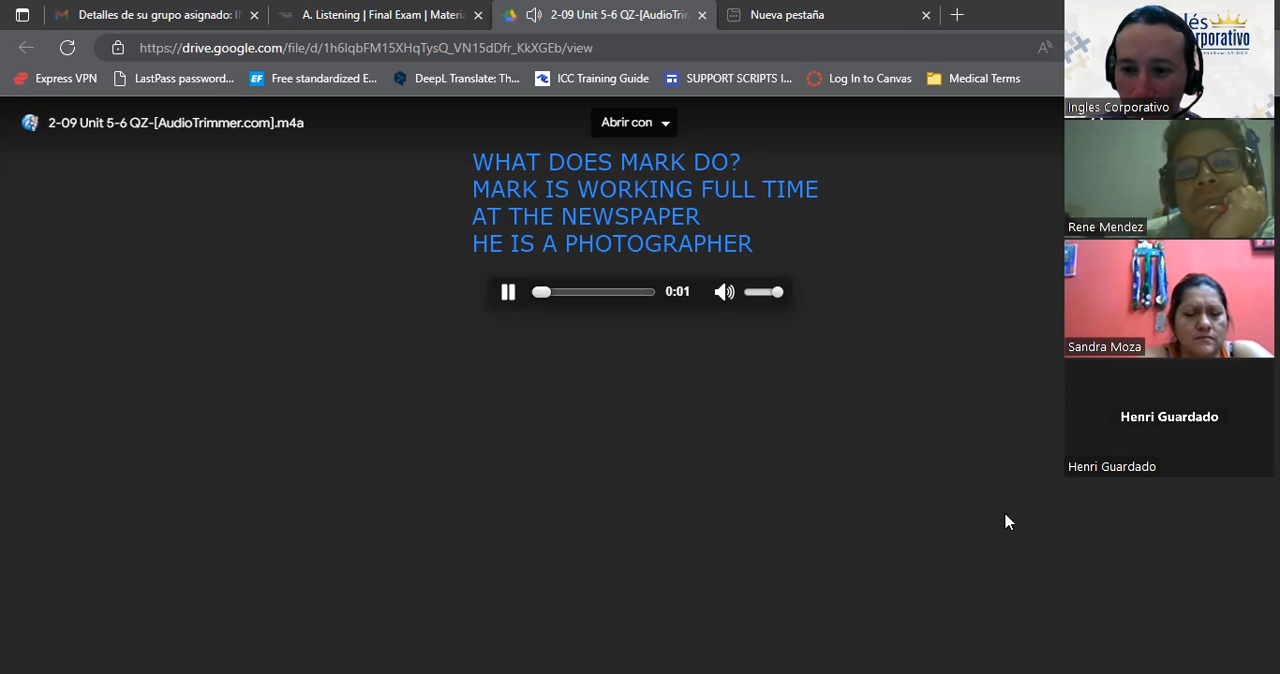 Detalles de su grupo asignado: I
A. Listening | Final Exam | Materia
2-09 Unit 5-6 QZ-[AudioTrim
Nueva pestaña
https://drive.google.com/file/d/1h6lqbFM15XHqTysQ_VN15dDfr_KkXGEb/view
Express VPN
LastPass password...
EF Free standardized E...
DeepL Translate: Th...
ICC Training Guide
SUPPORT SCRIPTS I...
Log In to Canvas
Medical Terms
2-09 Unit 5-6 QZ-[AudioTrimmer.com].m4a
Abrir con
WHAT DOES MARK DO?
MARK IS WORKING FULL TIME
AT THE NEWSPAPER
HE IS A PHOTOGRAPHER
0:01
Ingles Corporativo
Rene Mendez
Sandra Moza
Henri Guardado
Henri Guardado